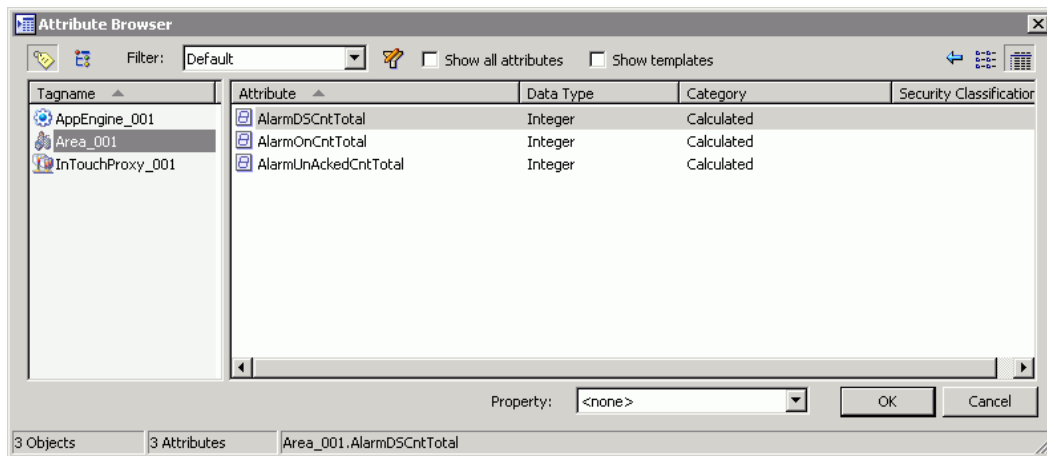 Attribute Browser
Filter: Default Show all attributes Show templates
Tagname Attribute Data Type Category Security Classification
AppEngine_001 AlarmDSCntTotal Integer Calculated
Area_001 AlarmOnCntTotal Integer Calculated
InTouchProxy_001 AlarmUnAckedCntTotal Integer Calculated
Property: <none> OK Cancel
3 Objects 3 Attributes Area_001.AlarmDSCntTotal